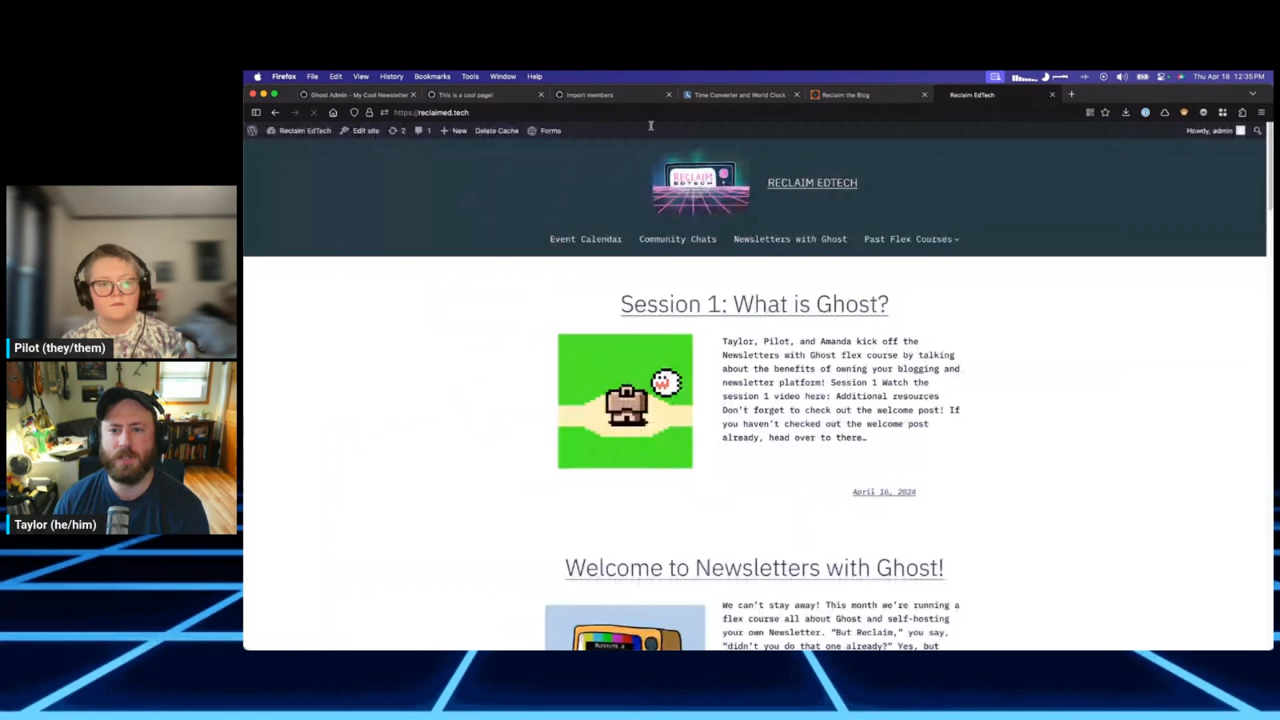 Firefox File Edit View History Bookmarks Tools Window Help Thu Apr 18 12:35PM
Ghost Admin - My Cool Newsletter × This is a cool page! × Import members × Time Converter and World Clock × Reclaim the Blog × Reclaim EdTech × +
https://reclaimed.tech
Reclaim EdTech Edit site 2 1 + New Delete Cache Forms Howdy, admin
RECLAIM
EDTECH
RECLAIM EDTECH
Event Calendar Community Chats Newsletters with Ghost Past Flex Courses
Session 1: What is Ghost?
Taylor, Pilot, and Amanda kick off the
Newsletters with Ghost flex course by talking
about the benefits of owning your blogging and
newsletter platform! Session 1 Watch the
session 1 video here: Additional resources
Don't forget to check out the welcome post! If
you haven't checked out the welcome post
already, head over to there…
April 16, 2024
Welcome to Newsletters with Ghost!
We can't stay away! This month we're running a
flex course all about Ghost and self-hosting
your own Newsletter. "But Reclaim," you say,
"didn't you do that one already?" Yes, but
Pilot (they/them)
Taylor (he/him)